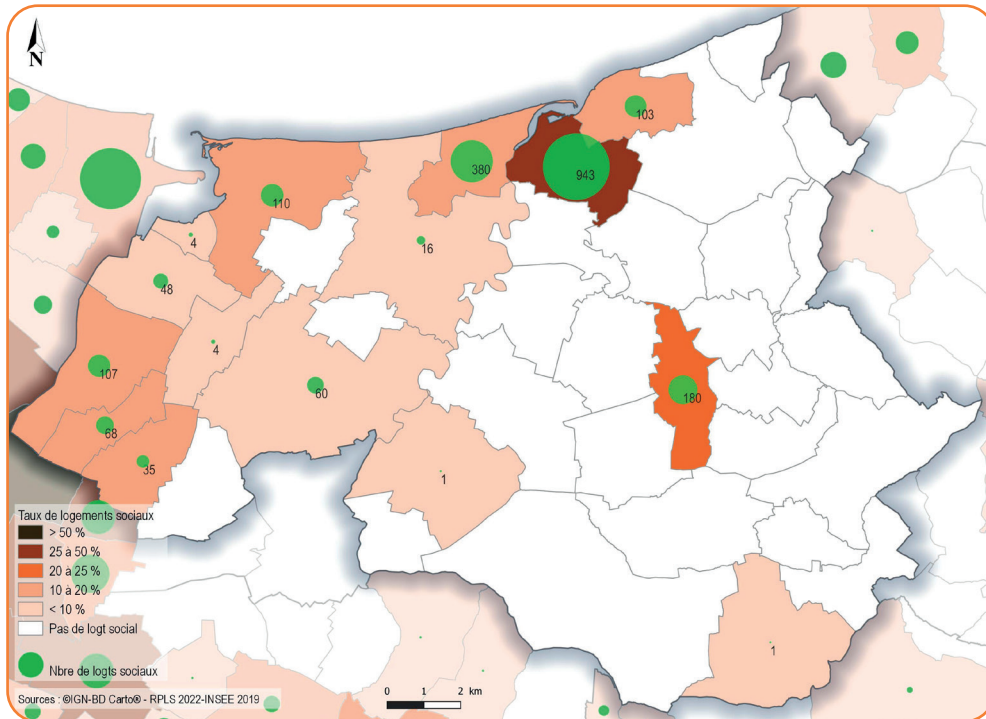 N
103
943
380
110
4
16
48
4
107
60
180
68
35
1
1
Taux de logements sociaux
> 50 %
25 à 50 %
20 à 25 %
10 à 20 %
< 10 %
Pas de logt social
Nbre de logts sociaux
0 1 2 km
Sources : ©IGN-BD Carto® - RPLS 2022-INSEE 2019